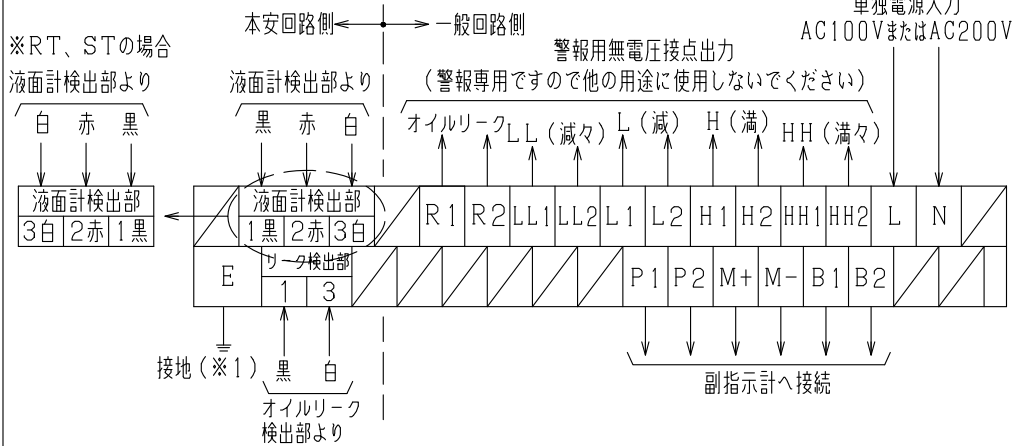 本安回路側
一般回路側
単独電源入力
AC100VまたはAC200V
※RT、STの場合
液面計検出部より
白 赤 黒
液面計検出部より
黒 赤 白
警報用無電圧接点出力
(警報専用ですので他の用途に使用しないでください)
オイルリーク LL(減々) L(減) H(満) HH(満々)
液面計検出部
3白 2赤 1黒
液面計検出部
1黒 2赤 3白
R1 R2 LL1 LL2 L1 L2 H1 H2 HH1 HH2 L N
E
リーク検出部
1 3
P1 P2 M+ M- B1 B2
接地(※1)
黒 白
オイルリーク
検出部より
副指示計へ接続